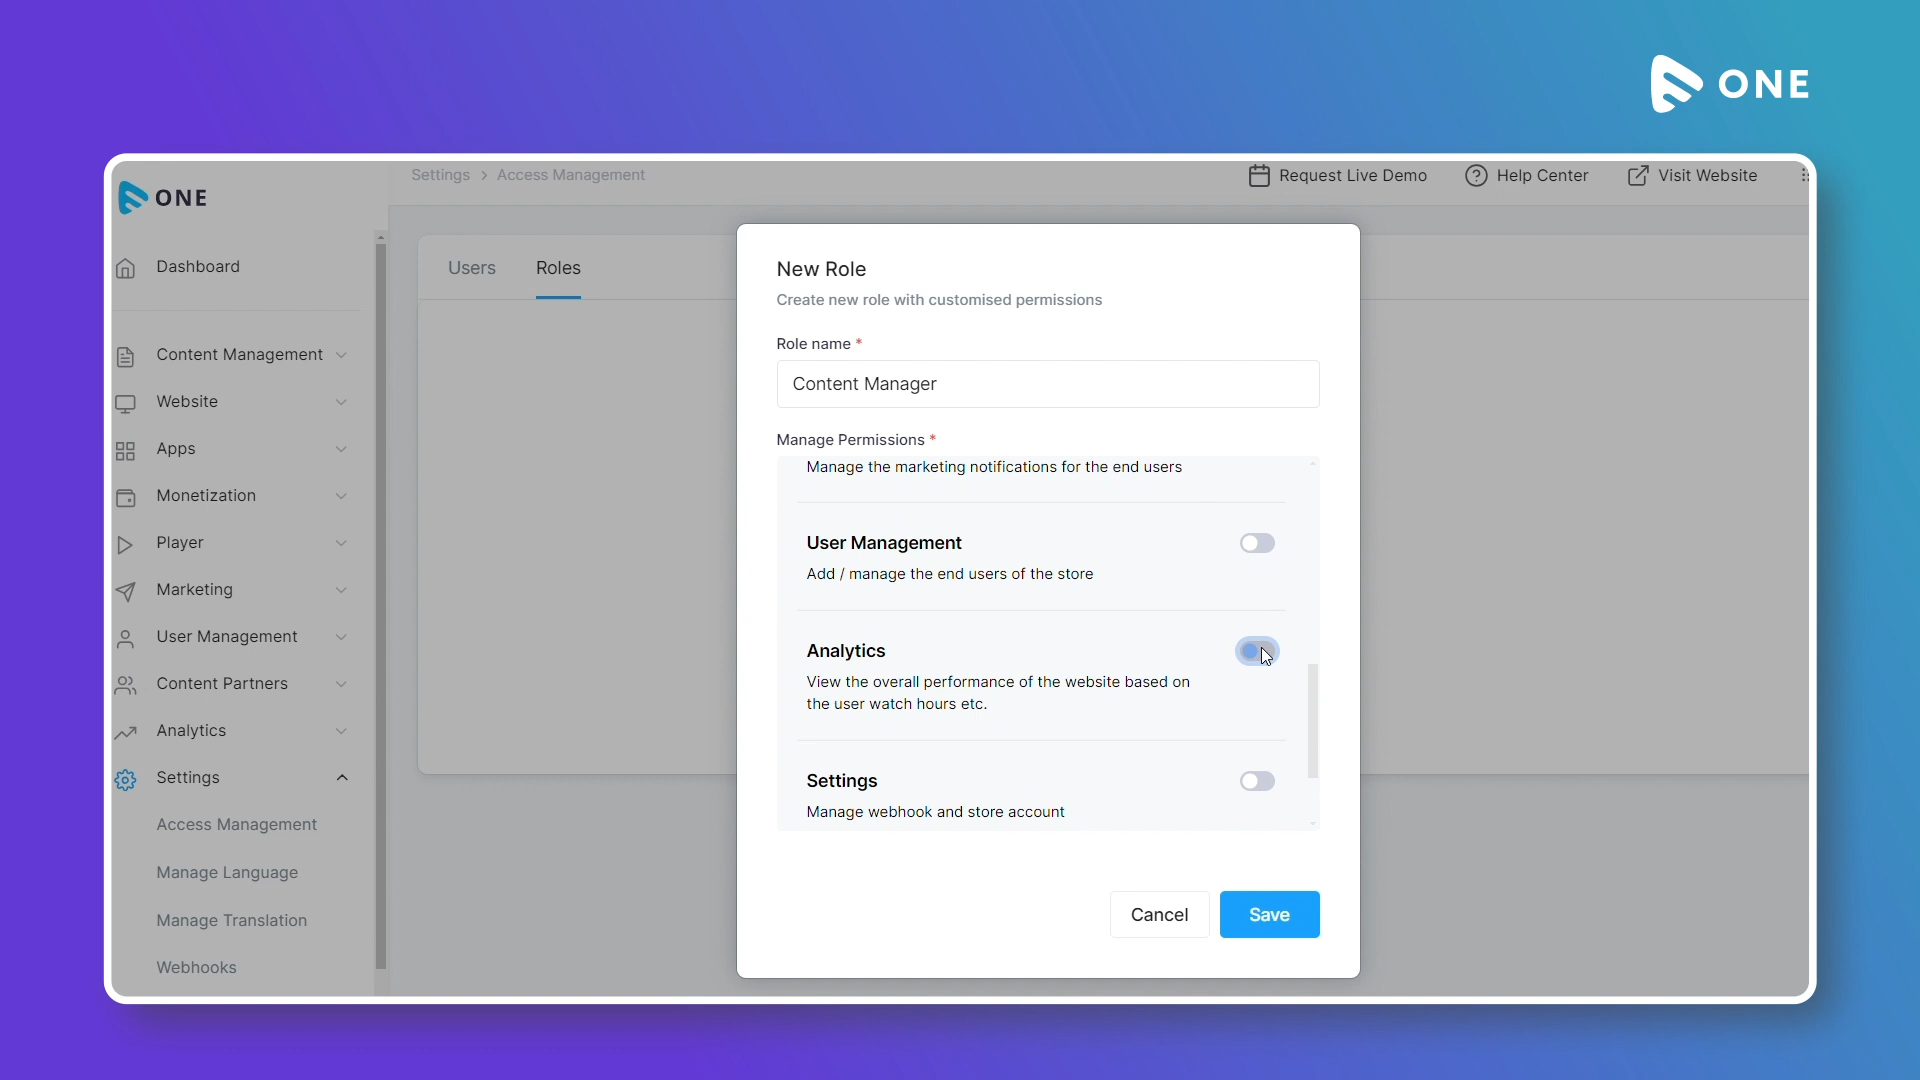 ONE
ONE
Settings > Access Management
Request Live Demo
Help Center
Visit Website
Dashboard
Content Management
Website
Apps
Monetization
Player
Marketing
User Management
Content Partners
Analytics
Settings
Access Management
Manage Language
Manage Translation
Webhooks
Users
Roles
New Role
Create new role with customised permissions
Role name *
Content Manager
Manage Permissions *
Manage the marketing notifications for the end users
User Management
Add / manage the end users of the store
Analytics
View the overall performance of the website based on
the user watch hours etc.
Settings
Manage webhook and store account
Cancel
Save